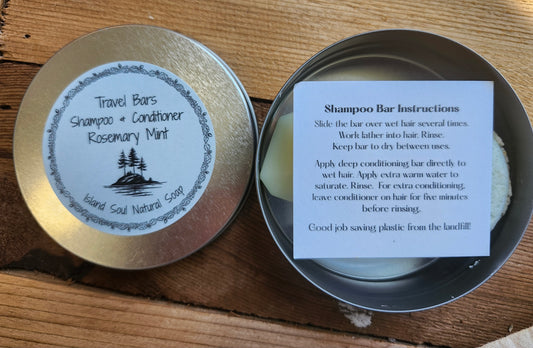 Travel Bars
Shampoo & Conditioner
Rosemary Mint
Island Soul Natural Soap
Shampoo Bar Instructions
Slide the bar over wet hair several times.
Work lather into hair. Rinse.
Keep bar to dry between uses.
Apply deep conditioning bar directly to
wet hair. Apply extra warm water to
saturate. Rinse. For extra conditioning,
leave conditioner on hair for five minutes
before rinsing.
Good job saving plastic from the landfill!